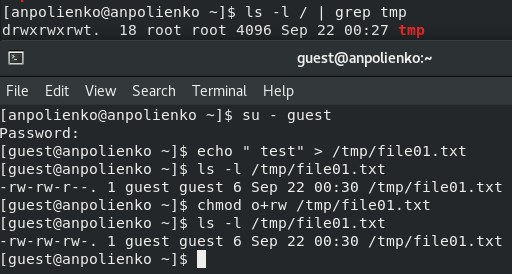 [anpolienko@anpolienko ~]$ ls -l / | grep tmp
drwxrwxrwt.  18 root root 4096 Sep 22 00:27 tmp
guest@anpolienko:~
File Edit View Search Terminal Help
[anpolienko@anpolienko ~]$ su - guest
Password:
[guest@anpolienko ~]$ echo " test" > /tmp/file01.txt
[guest@anpolienko ~]$ ls -l /tmp/file01.txt
-rw-rw-r--. 1 guest guest 6 Sep 22 00:30 /tmp/file01.txt
[guest@anpolienko ~]$ chmod o+rw /tmp/file01.txt
[guest@anpolienko ~]$ ls -l /tmp/file01.txt
-rw-rw-rw-. 1 guest guest 6 Sep 22 00:30 /tmp/file01.txt
[guest@anpolienko ~]$